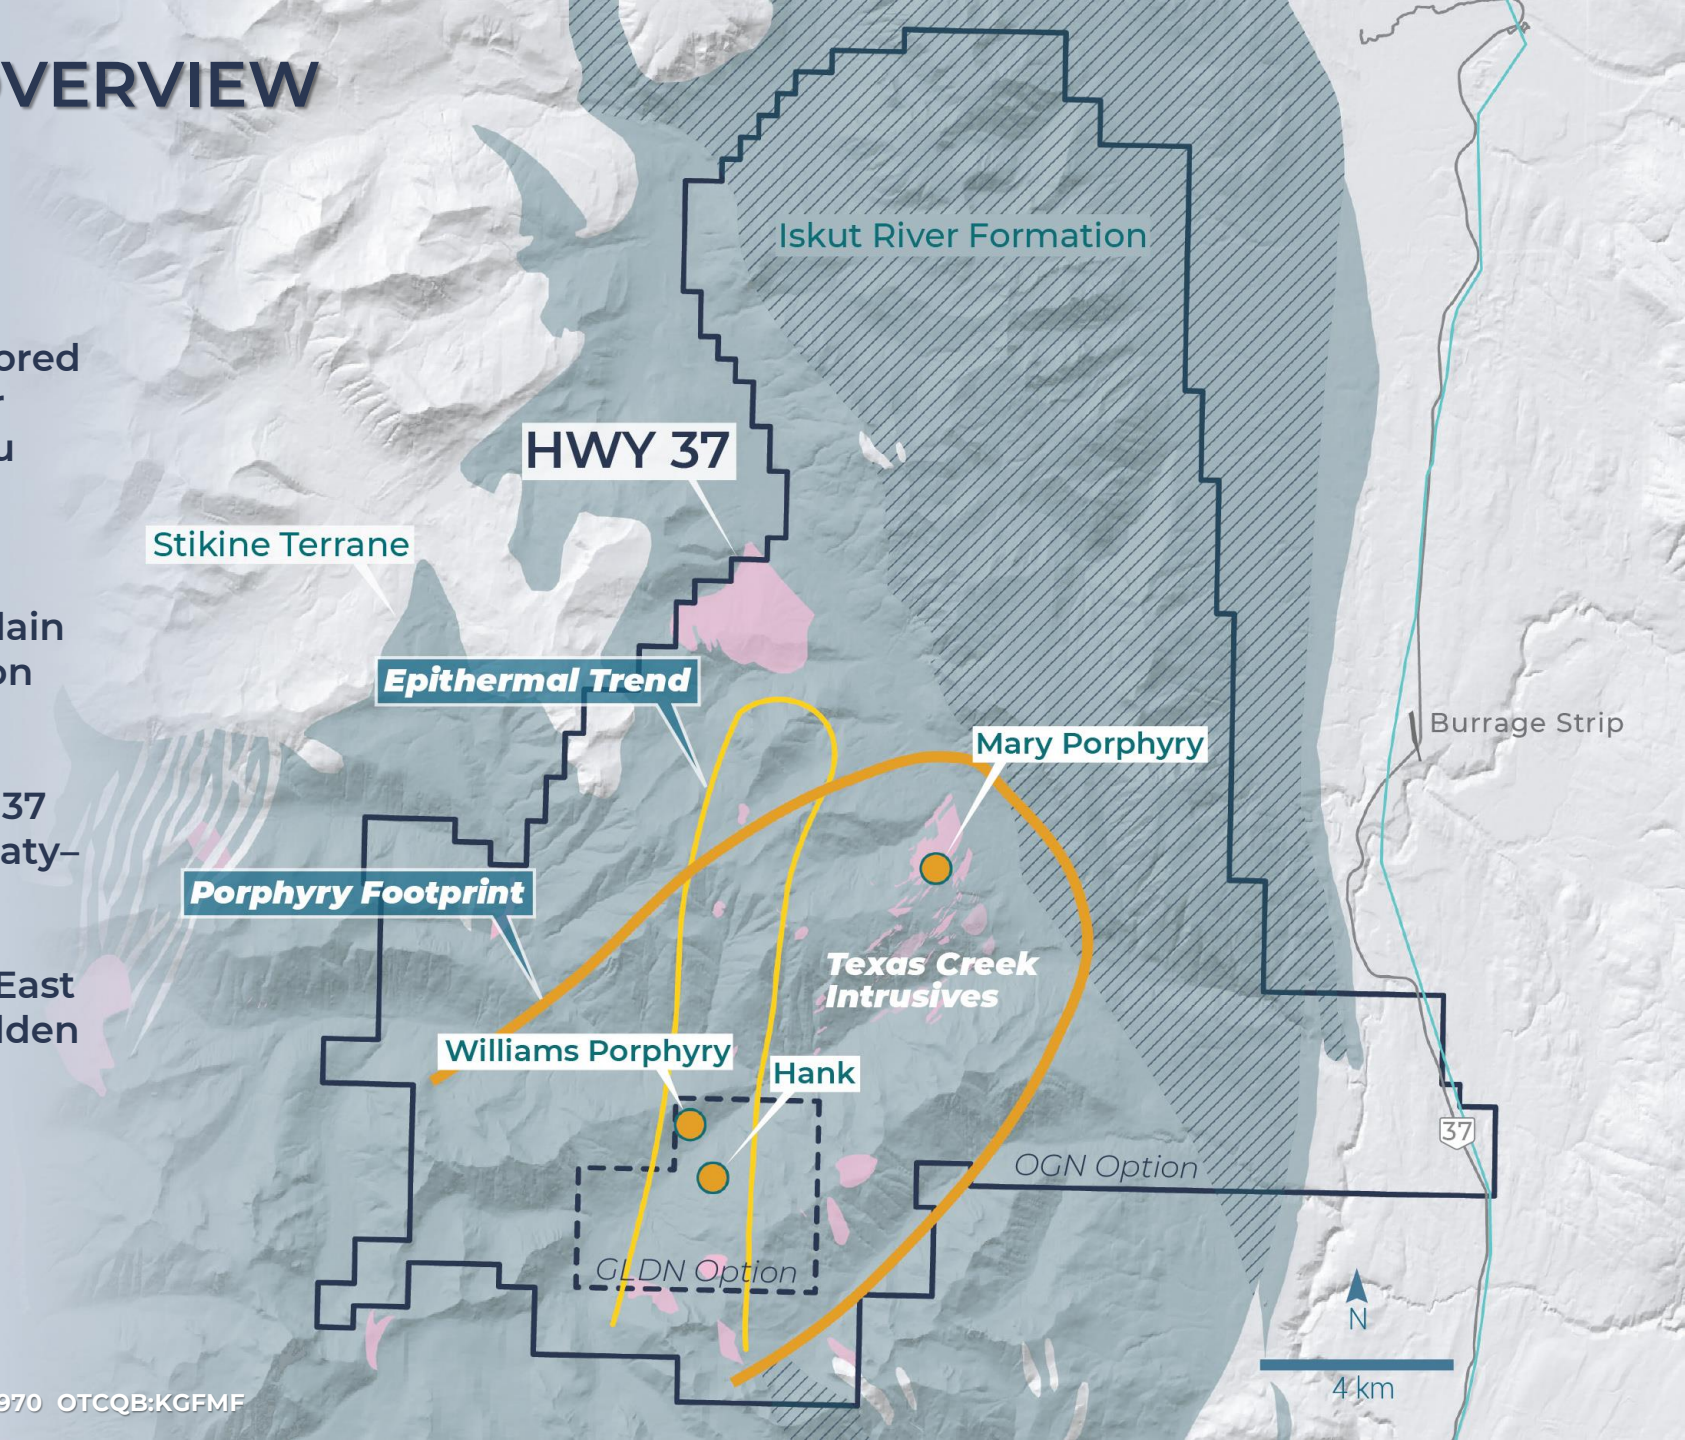 OVERVIEW
Iskut River Formation
ored
u
HWY 37
Stikine Terrane
lain
on
Epithermal Trend
Burrage Strip
Mary Porphyry
37
aty–
Porphyry Footprint
Texas Creek
Intrusives
East
lden
Williams Porphyry
Hank
37
OGN Option
GLDN Option
N
4 km
970 OTCQB:KGFMF